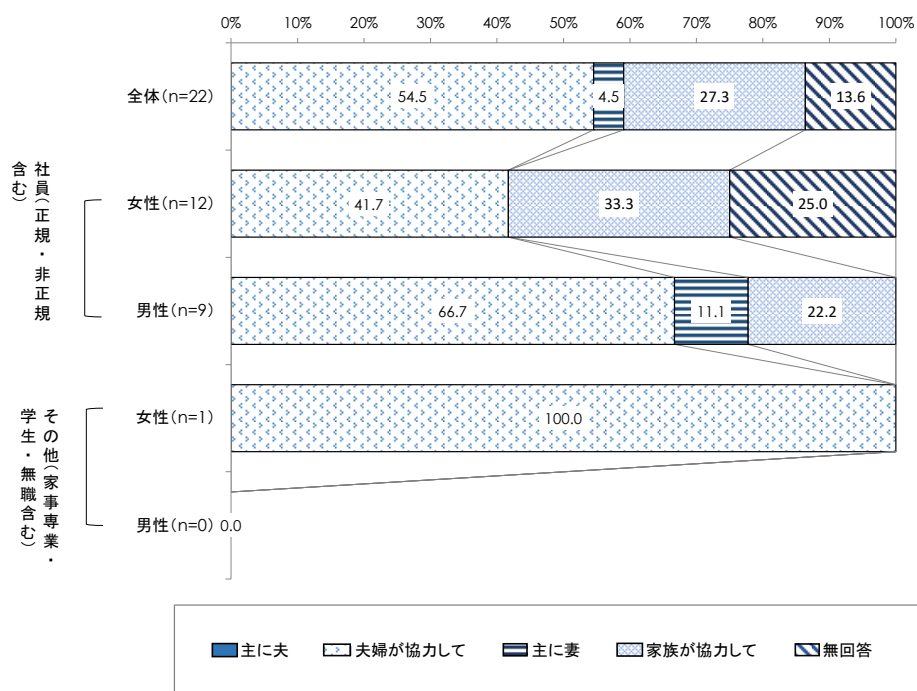 0% 10% 20% 30% 40% 50% 60% 70% 80% 90% 100%
全体(n=22) 54.5 4.5 27.3 13.6
社員(正規・非正規
含む)
女性(n=12) 41.7 33.3 25.0
男性(n=9) 66.7 11.1 22.2
その他(家事専業・
学生・無職含む)
女性(n=1) 100.0
男性(n=0) 0.0
主に夫 夫婦が協力して 主に妻 家族が協力して 無回答